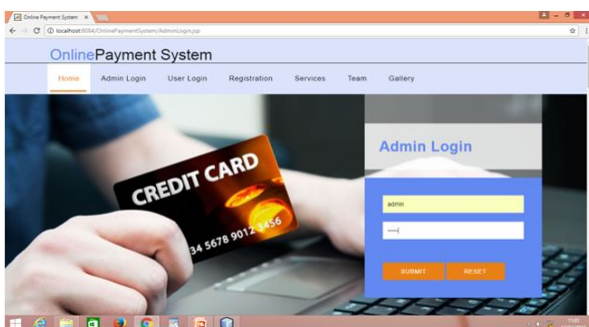 Online Payment System
localhost:8084/OnlinePaymentSystem/AdminLogin.jsp
OnlinePayment System
Home Admin Login User Login Registration Services Team Gallery
CREDIT CARD
34 5678 9012 3456
Admin Login
admin
SUBMIT RESET